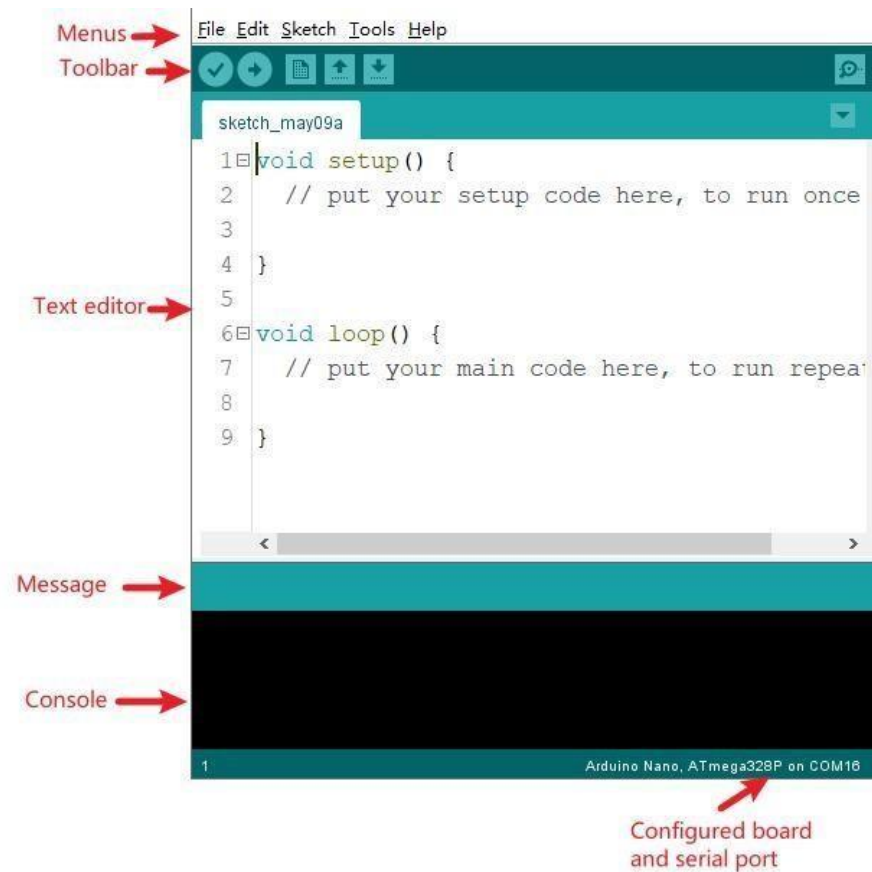 Menus
File Edit Sketch Tools Help
Toolbar
sketch_may09a
1 void setup() {
2 // put your setup code here, to run once
3
4 }
Text editor
5
6 void loop() {
7 // put your main code here, to run repeat
8
9 }
Message
Console
1 Arduino Nano, ATmega328P on COM16
Configured board
and serial port